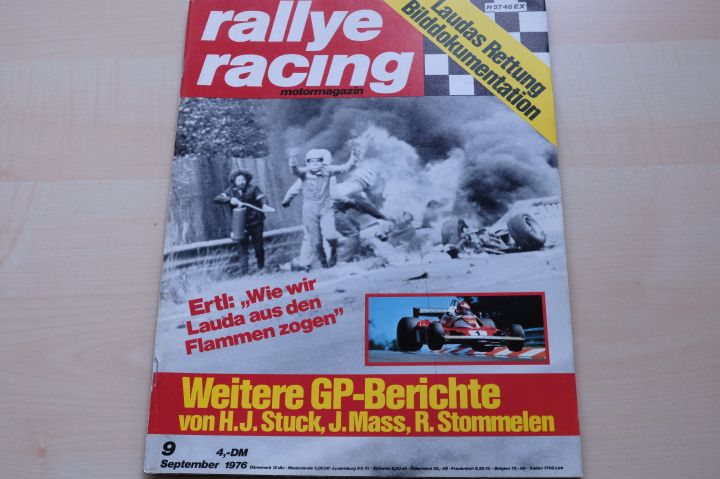 rallye
racing
motormagazin
H 5748 EX
Laudas Rettung
Bilddokumentation
Ertl: „Wie wir
Lauda aus den
Flammen zogen”
Weitere GP-Berichte
von H.J. Stuck, J. Mass, R. Stommelen
9
4,-DM
September 1976